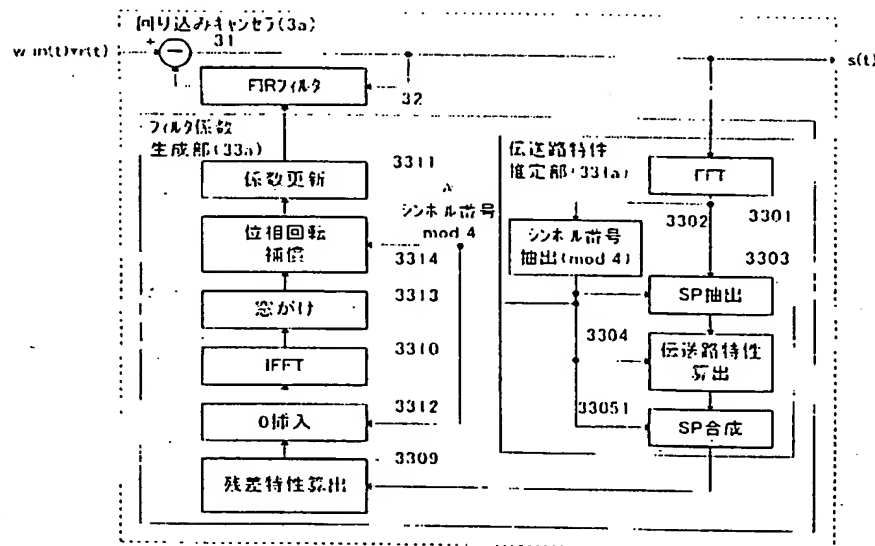 回り込みキャンセラ(3a)
31
s(t)
FIRフィルタ
32
フィルタ係数
生成部(33a)
3311
係数更新
シンボル番号
mod 4
位相回転
補償
3314
3313
窓がけ
3310
IFFT
3312
0挿入
3309
残差特性算出
伝送路特性
推定部(331a)
FFT
3302
3301
シンボル番号
抽出(mod 4)
3303
SP抽出
3304
伝送路特性
算出
33051
SP合成